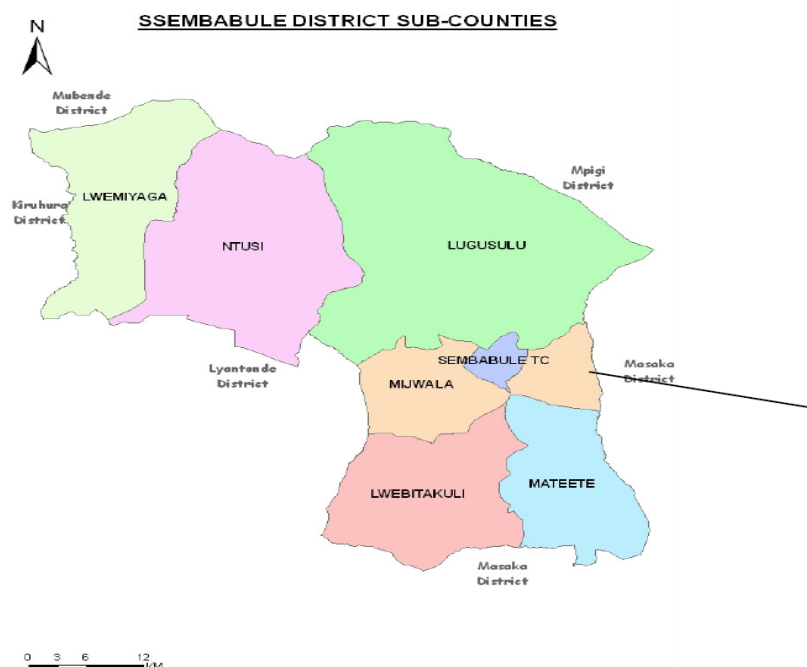 SSEMBABULE DISTRICT SUB-COUNTIES
N
Mubende
District
Mpigi
District
Kiruhura
District
LWEMIYAGA
NTUSI
LUGUSULU
SEMBABULE TC
Lyantonde
District
Masaka
District
MIJWALA
LWEBITAKULI
MATEETE
Masaka
District
0 3 6 12
KM